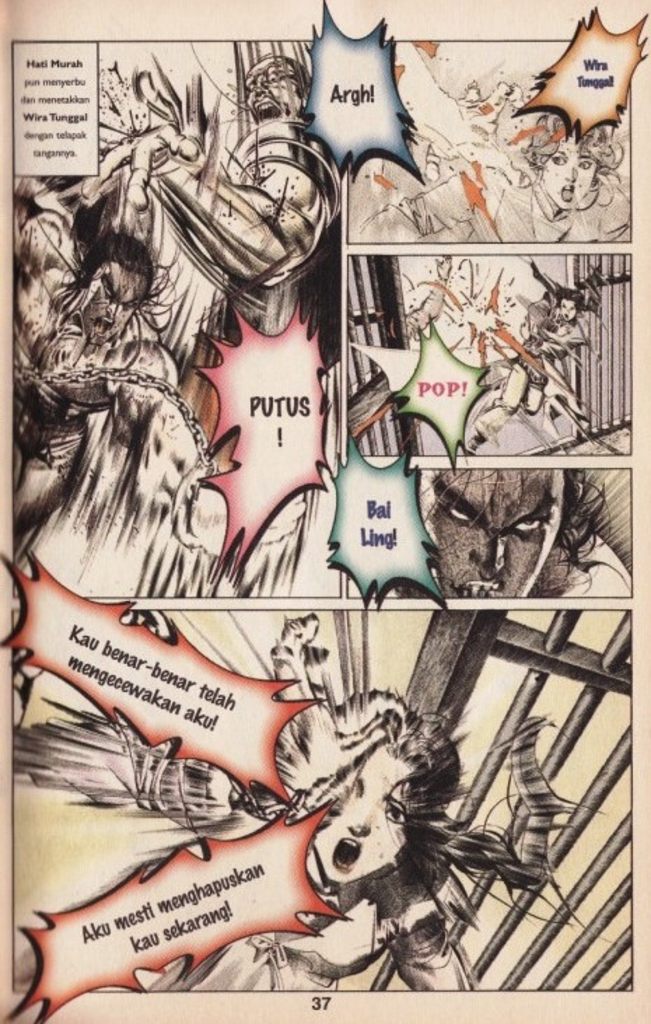 Hati Murah
pun menyerbu
dan menetakkan
Wira Tunggal
dengan telapak
tangannya.
Argh!
Wira
Tunggal!
PUTUS
!
POP!
Bai
Ling!
Kau benar-benar telah
mengecewakan aku!
Aku mesti menghapuskan
kau sekarang!
37